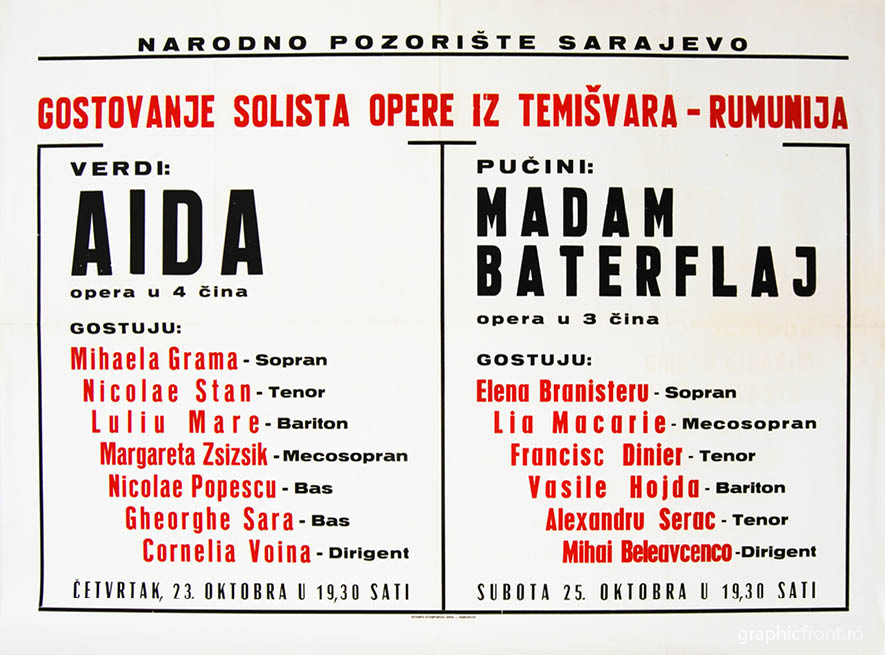 NARODNO POZORIŠTE SARAJEVO
GOSTOVANJE SOLISTA OPERE IZ TEMIŠVARA - RUMUNIJA
VERDI:
AIDA
opera u 4 čina
GOSTUJU:
Mihaela Grama - Sopran
Nicolae Stan - Tenor
Luliu Mare - Bariton
Margareta Zsizsik - Mecosopran
Nicolae Popescu - Bas
Gheorghe Sara - Bas
Cornelia Voina - Dirigent
ČETVRTAK, 23. OKTOBRA U 19,30 SATI
PUČINI:
MADAM
BATERFLAJ
opera u 3 čina
GOSTUJU:
Elena Branisteru - Sopran
Lia Macarie - Mecosopran
Francisc Dinier - Tenor
Vasile Hojda - Bariton
Alexandru Serac - Tenor
Mihai Beleavcenco - Dirigent
SUBOTA 25. OKTOBRA U 19,30 SATI
graphicfront.ro